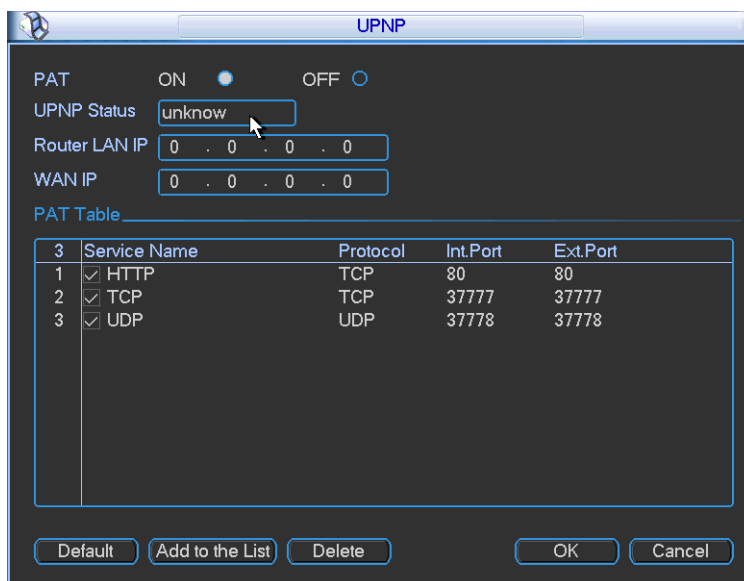 UPNP
PAT ON OFF
UPNP Status unknow
Router LAN IP 0 . 0 . 0 . 0
WAN IP 0 . 0 . 0 . 0
PAT Table
3 Service Name Protocol Int.Port Ext.Port
1 HTTP TCP 80 80
2 TCP TCP 37777 37777
3 UDP UDP 37778 37778
Default Add to the List Delete OK Cancel